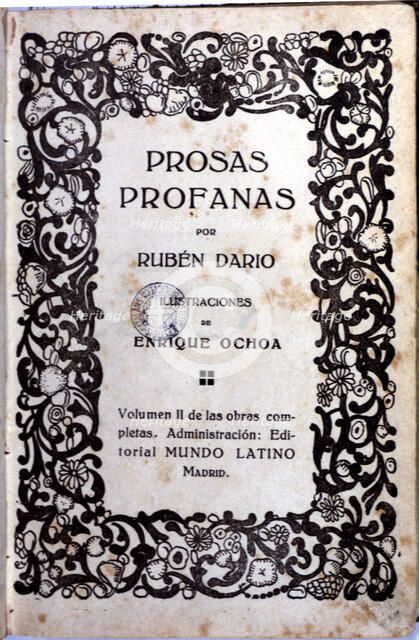 PROSAS
PROFANAS
POR
RUBÉN DARIO
ILUSTRACIONES
DE
ENRIQUE OCHOA
Volumen II de las obras com-
pletas. Administración: Edi-
torial MUNDO LATINO
MADRID.